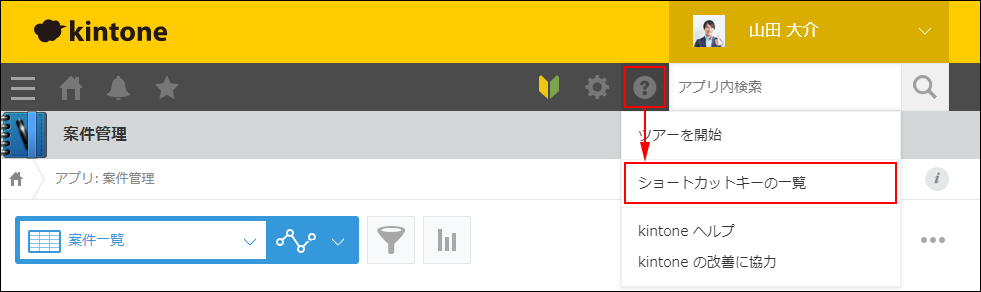 kintone
山田 大介
?
アプリ内検索
案件管理
ツアーを開始
アプリ: 案件管理
ショートカットキーの一覧
i
案件一覧
kintone ヘルプ
kintone の改善に協力